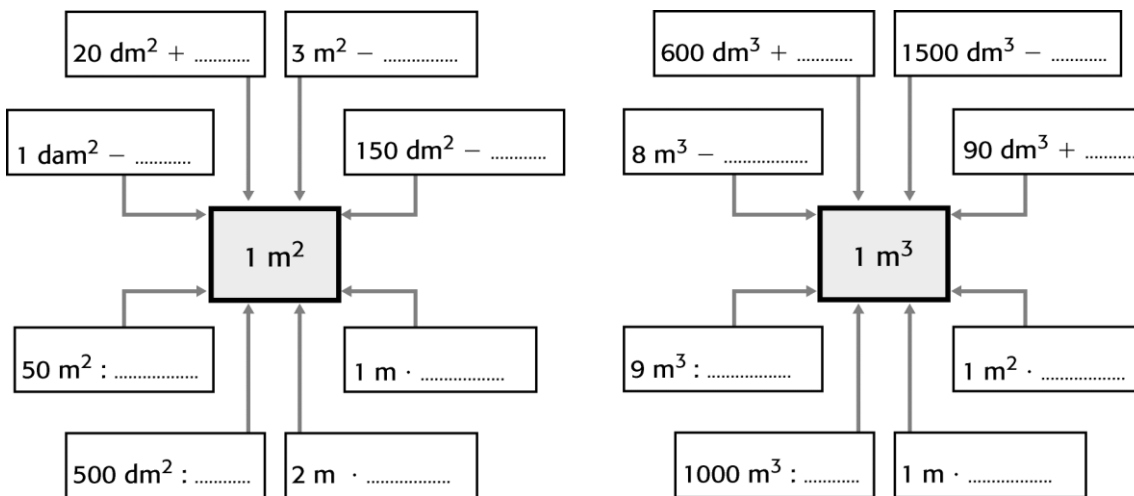 20 dm² + ............
3 m² − ................
600 dm³ + ............
1500 dm³ − ............
1 dam² − ............
150 dm² − ............
8 m³ − ..................
90 dm³ + ...........
1 m²
1 m³
50 m² : ..................
1 m · ..................
9 m³ : ..................
1 m² · ..................
500 dm² : ............
2 m · ..................
1000 m³ : ............
1 m · ..................